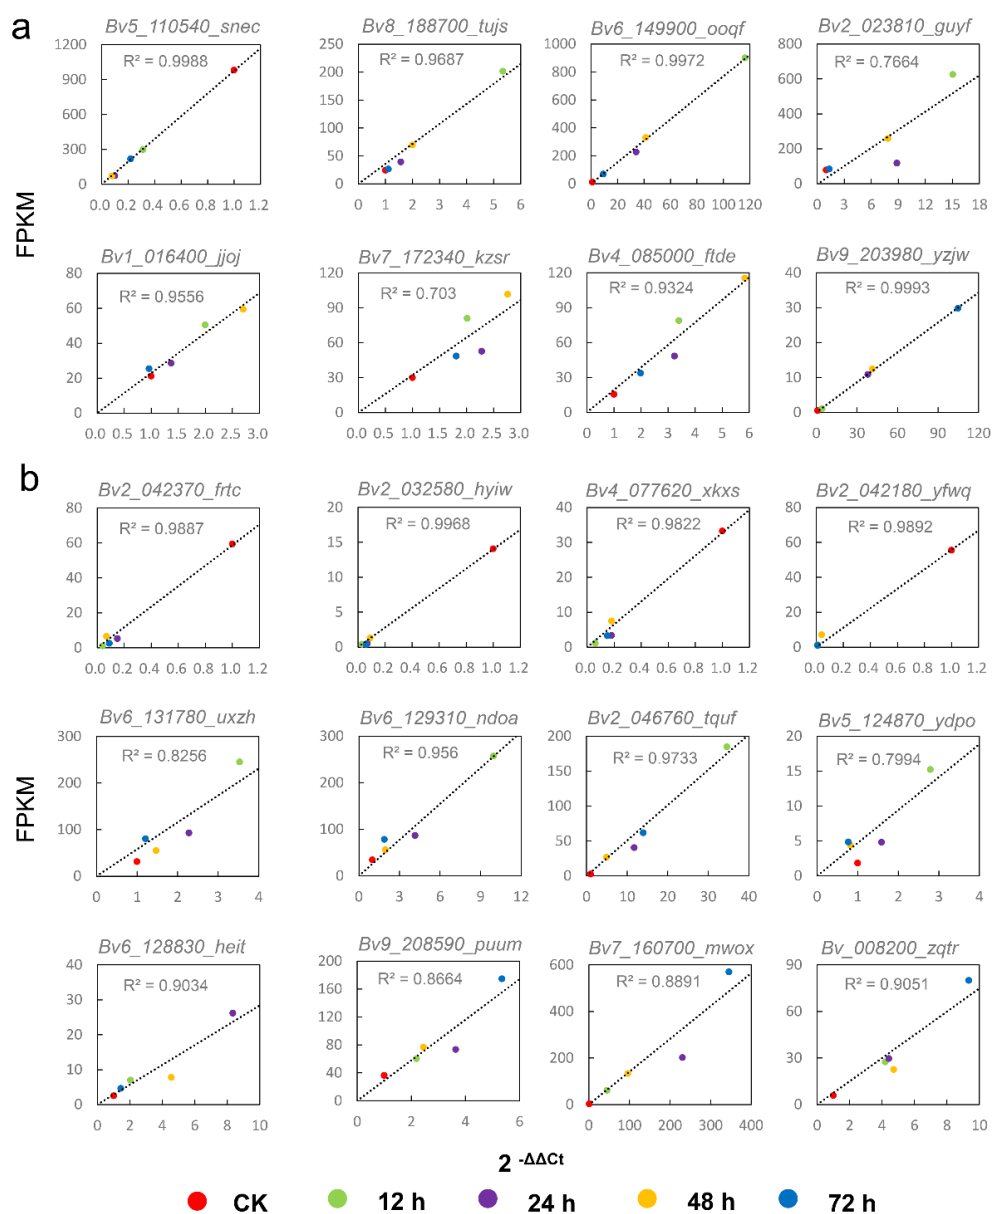 a
Bv5_110540_snec
Bv8_188700_tujs
Bv6_149900_ooqf
Bv2_023810_guyf
R² = 0.9988
R² = 0.9687
R² = 0.9972
R² = 0.7664
1200
900
600
300
0
0.0 0.2 0.4 0.6 0.8 1.0 1.2
250
200
150
100
50
0
0 1 2 3 4 5 6
1000
800
600
400
200
0
0 20 40 60 80 100 120
800
600
400
200
0
0 3 6 9 12 15 18
FPKM
Bv1_016400_jjoj
Bv7_172340_kzsr
Bv4_085000_ftde
Bv9_203980_yzjw
R² = 0.9556
R² = 0.703
R² = 0.9324
R² = 0.9993
80
60
40
20
0
0.0 0.5 1.0 1.5 2.0 2.5 3.0
120
90
60
30
0
0.0 0.5 1.0 1.5 2.0 2.5 3.0
120
90
60
30
0
0 1 2 3 4 5 6
40
30
20
10
0
0 30 60 90 120
b
Bv2_042370_frtc
Bv2_032580_hyiw
Bv4_077620_xkxs
Bv2_042180_yfwq
R² = 0.9887
R² = 0.9968
R² = 0.9822
R² = 0.9892
80
60
40
20
0
0.0 0.2 0.4 0.6 0.8 1.0 1.2
20
15
10
5
0
0.0 0.2 0.4 0.6 0.8 1.0 1.2
40
30
20
10
0
0.0 0.2 0.4 0.6 0.8 1.0 1.2
80
60
40
20
0
0.0 0.2 0.4 0.6 0.8 1.0 1.2
Bv6_131780_uxzh
Bv6_129310_ndoa
Bv2_046760_tquf
Bv5_124870_ydpo
R² = 0.8256
R² = 0.956
R² = 0.9733
R² = 0.7994
300
200
100
0
0 1 2 3 4
300
200
100
0
0 3 6 9 12
200
150
100
50
0
0 10 20 30 40
20
15
10
5
0
0 1 2 3 4
FPKM
Bv6_128830_heit
Bv9_208590_puum
Bv7_160700_mwox
Bv_008200_zqtr
R² = 0.9034
R² = 0.8664
R² = 0.8891
R² = 0.9051
40
30
20
10
0
0 2 4 6 8 10
200
160
120
80
40
0
0 2 4 6
600
400
200
0
0 100 200 300 400
90
60
30
0
0 2 4 6 8 10
2 -ΔΔCt
CK 12 h 24 h 48 h 72 h